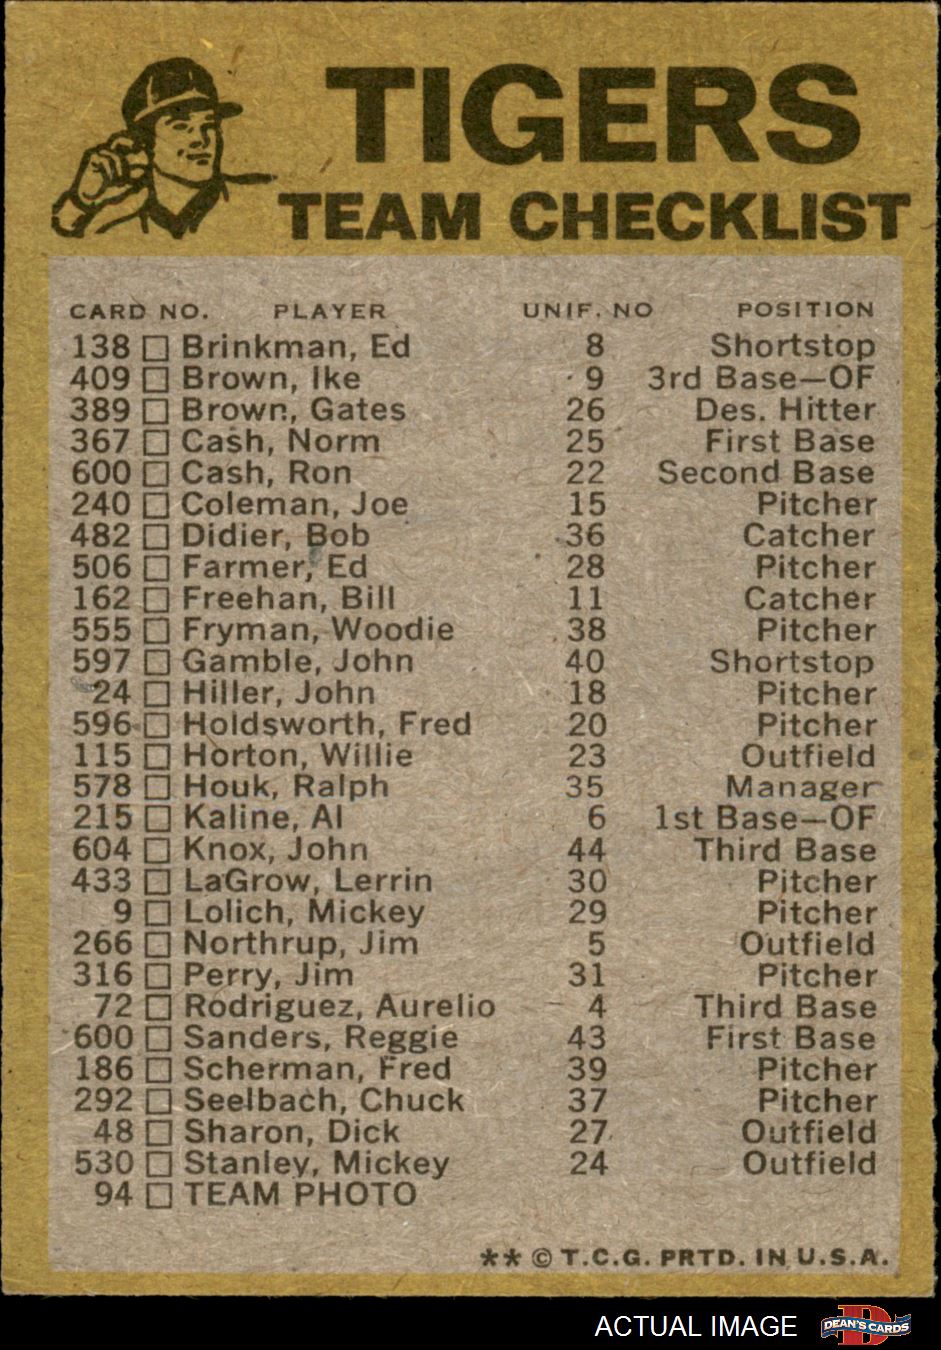 TIGERS
TEAM CHECKLIST
CARD NO. PLAYER UNIF. NO POSITION
138 Brinkman, Ed 8 Shortstop
409 Brown, Ike 9 3rd Base—OF
389 Brown, Gates 26 Des. Hitter
367 Cash, Norm 25 First Base
600 Cash, Ron 22 Second Base
240 Coleman, Joe 15 Pitcher
482 Didier, Bob 36 Catcher
506 Farmer, Ed 28 Pitcher
162 Freehan, Bill 11 Catcher
555 Fryman, Woodie 38 Pitcher
597 Gamble, John 40 Shortstop
24 Hiller, John 18 Pitcher
596 Holdsworth, Fred 20 Pitcher
115 Horton, Willie 23 Outfield
578 Houk, Ralph 35 Manager
215 Kaline, Al 6 1st Base—OF
604 Knox, John 44 Third Base
433 LaGrow, Lerrin 30 Pitcher
9 Lolich, Mickey 29 Pitcher
266 Northrup, Jim 5 Outfield
316 Perry, Jim 31 Pitcher
72 Rodriguez, Aurelio 4 Third Base
600 Sanders, Reggie 43 First Base
186 Scherman, Fred 39 Pitcher
292 Seelbach, Chuck 37 Pitcher
48 Sharon, Dick 27 Outfield
530 Stanley, Mickey 24 Outfield
94 TEAM PHOTO
** © T.C.G. PRTD. IN U.S.A.
ACTUAL IMAGE DEAN'S CARDS